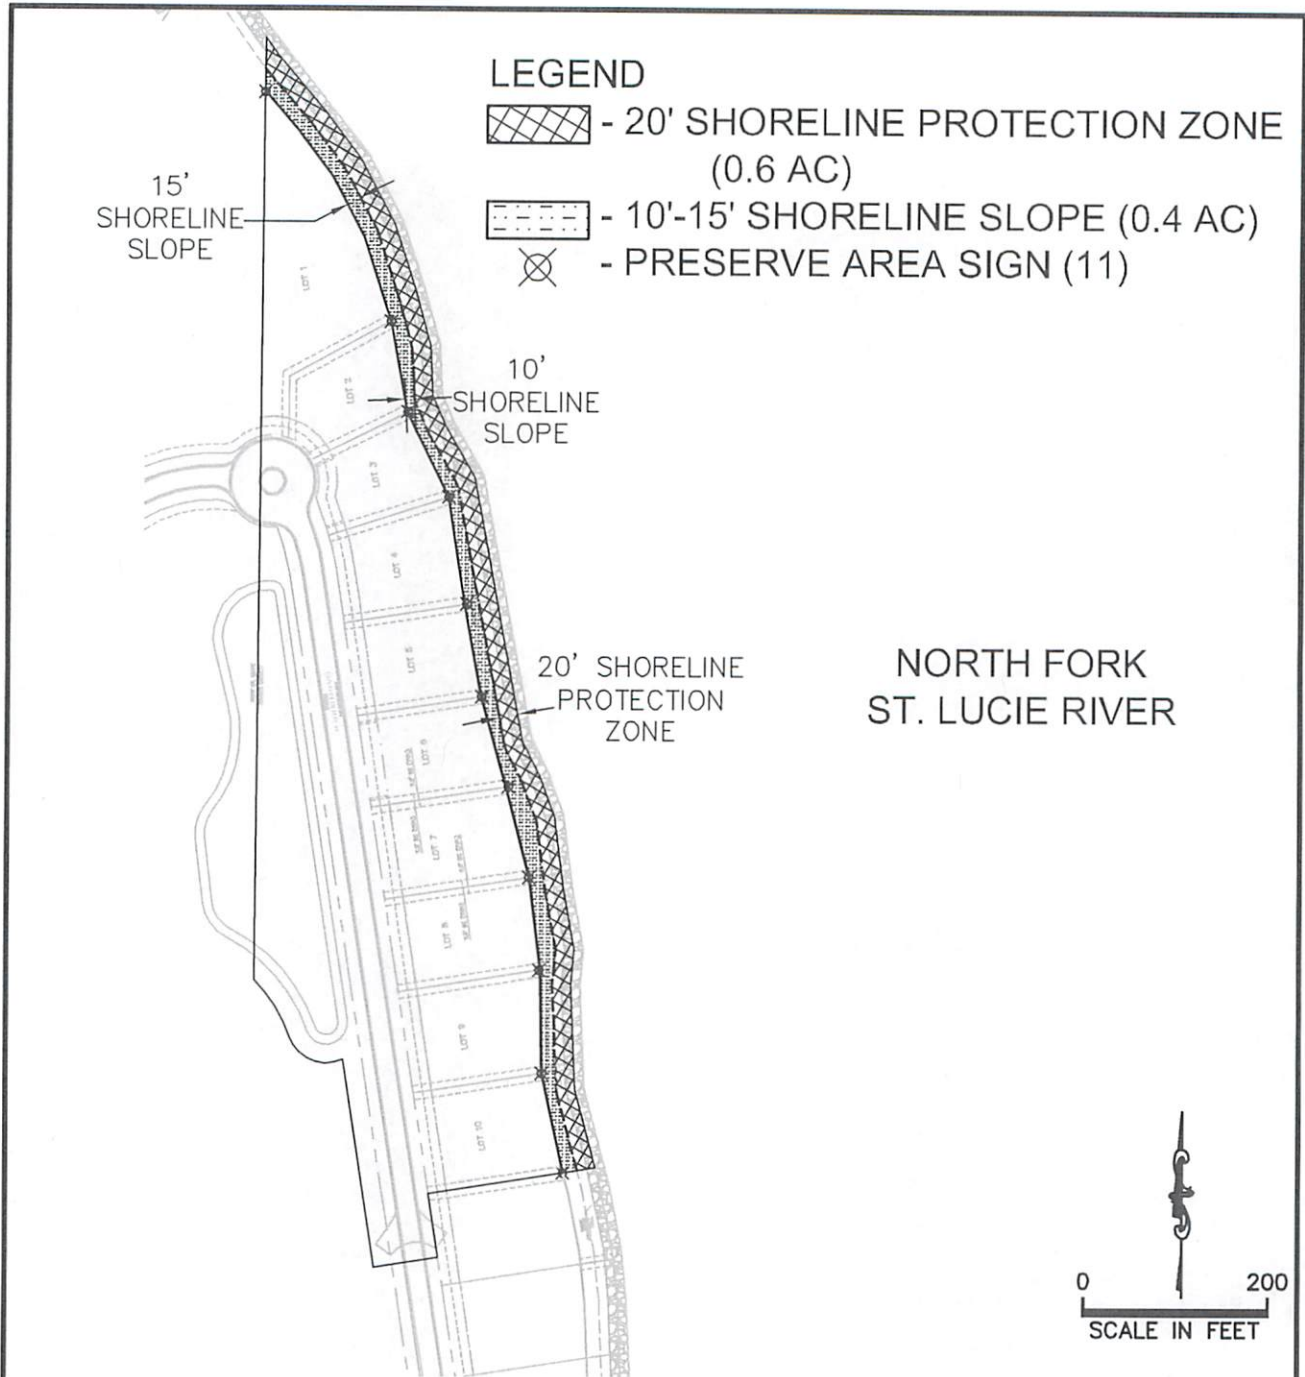 LEGEND
- 20' SHORELINE PROTECTION ZONE
(0.6 AC)
- 10'-15' SHORELINE SLOPE (0.4 AC)
- PRESERVE AREA SIGN (11)
15'
SHORELINE
SLOPE
LOT 1
10'
SHORELINE
SLOPE
LOT 2
LOT 3
LOT 4
LOT 5
20' SHORELINE
PROTECTION
ZONE
NORTH FORK
ST. LUCIE RIVER
LOT 6
LOT 7
LOT 8
LOT 9
LOT 10
0 200
SCALE IN FEET